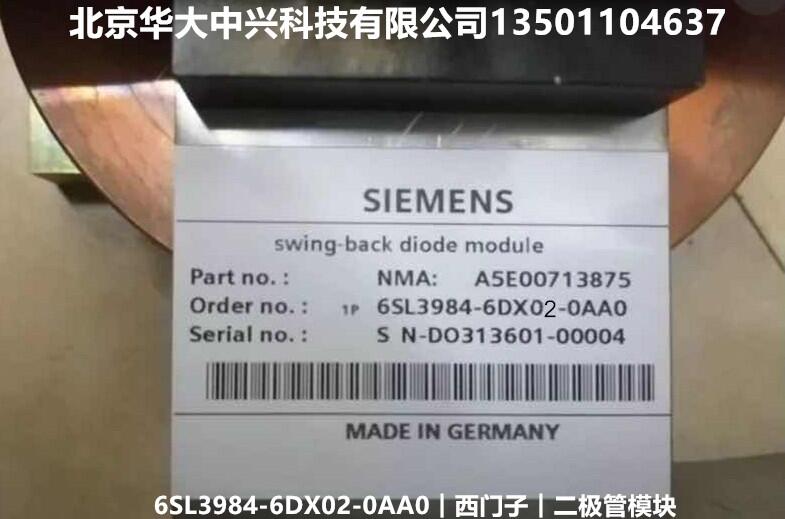 北京华大中兴科技有限公司13501104637
SIEMENS
swing-back diode module
Part no. : NMA: A5E00713875
Order no. : 1P 6SL3984-6DX02-0AA0
Serial no. : S N-DO313601-00004
MADE IN GERMANY
6SL3984-6DX02-0AA0｜西门子｜二极管模块